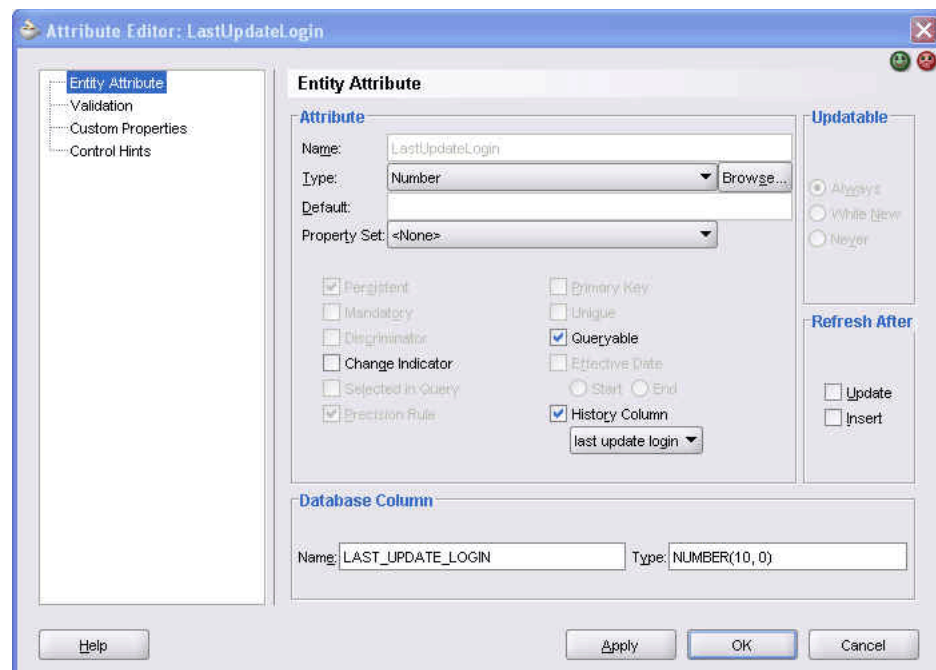 Attribute Editor: LastUpdateLogin
Entity Attribute
Validation
Custom Properties
Control Hints
Entity Attribute
Attribute
Name: LastUpdateLogin
Type: Number Browse...
Default:
Property Set: <None>
Persistent Primary Key
Mandatory Unique
Discriminator Queryable
Change Indicator Effective Date
Selected in Query Start End
Precision Rule History Column
last update login
Updatable
Always
While New
Never
Refresh After
Update
Insert
Database Column
Name: LAST_UPDATE_LOGIN Type: NUMBER(10, 0)
Help Apply OK Cancel